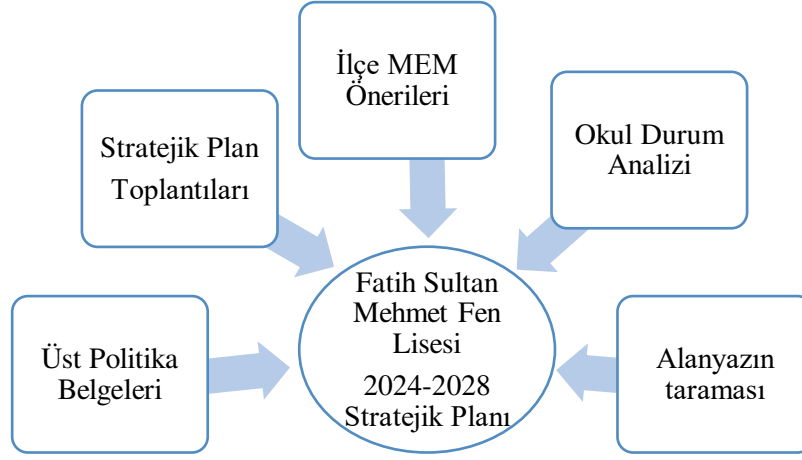 İlçe MEM
Önerileri
Stratejik Plan
Toplantıları
Okul Durum
Analizi
Üst Politika
Belgeleri
Fatih Sultan
Mehmet Fen
Lisesi
2024-2028
Stratejik Planı
Alanyazın
taraması